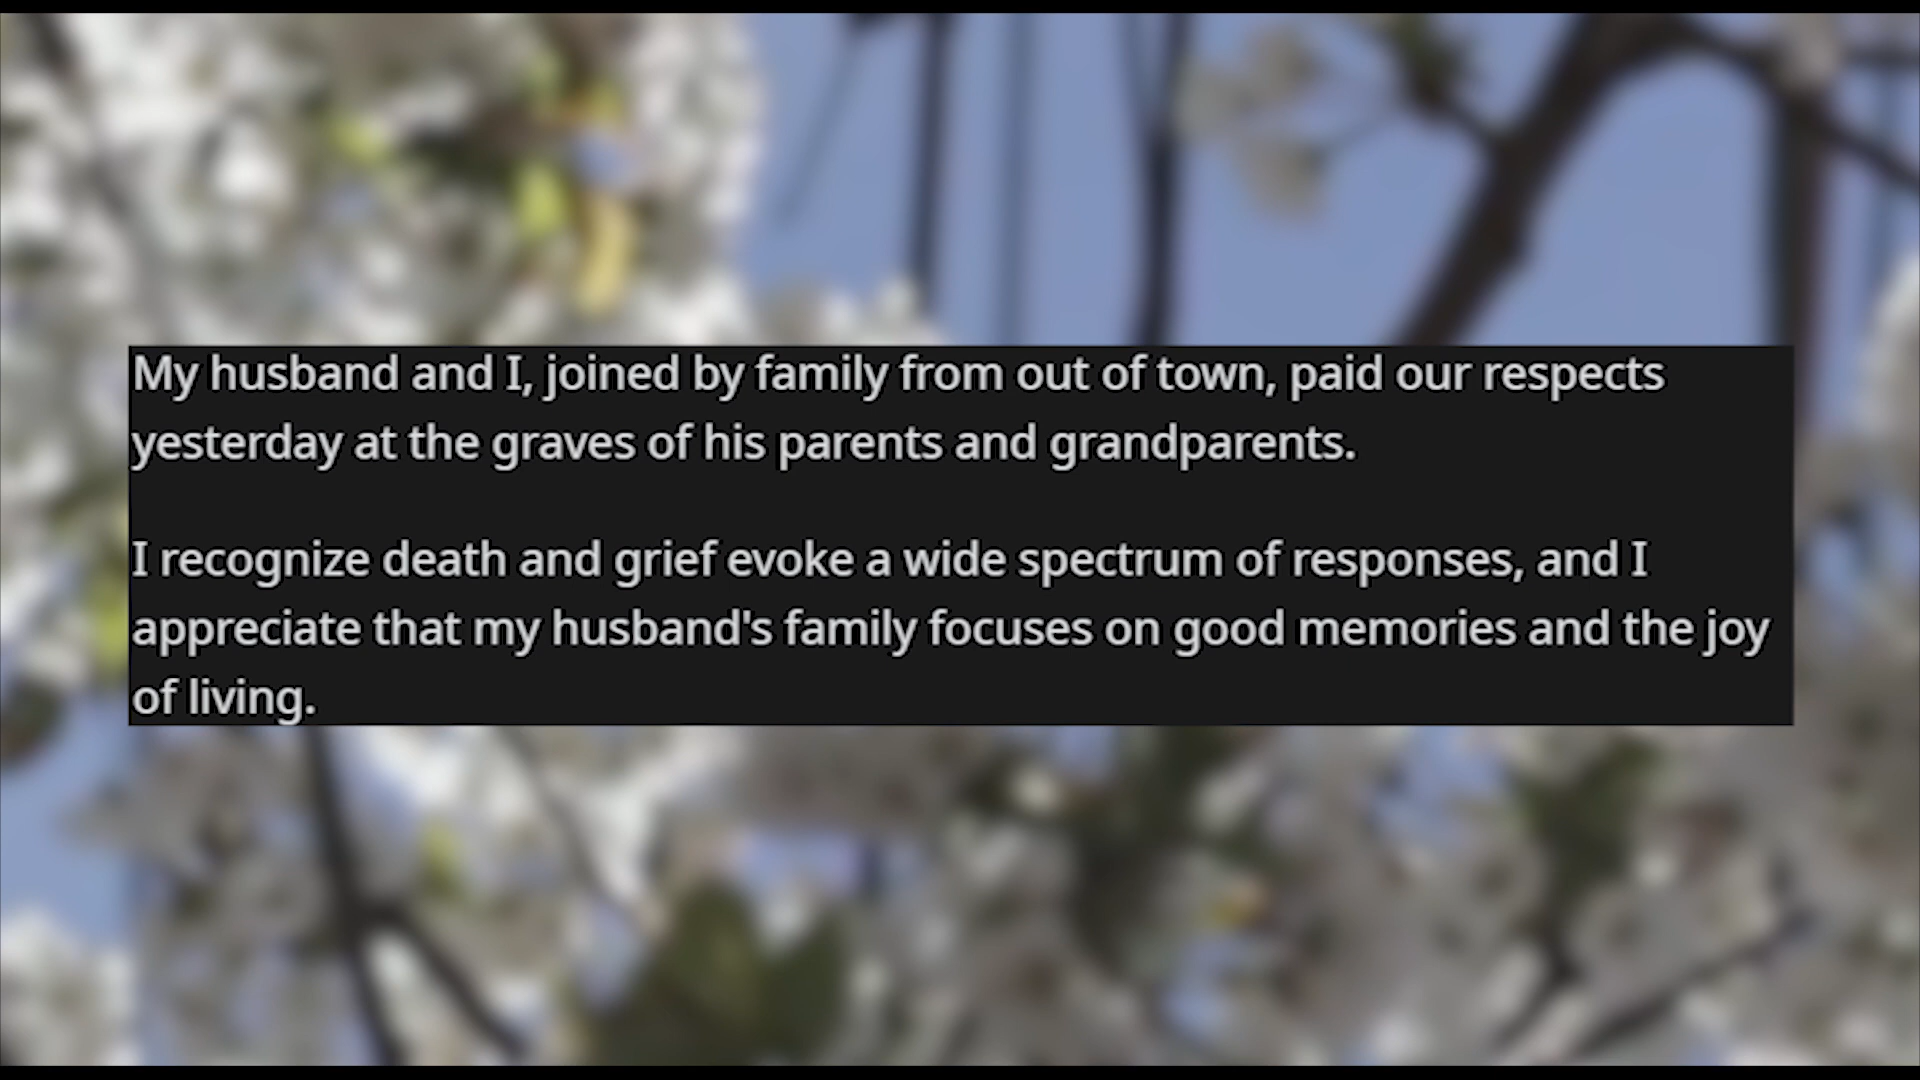 My husband and I, joined by family from out of town, paid our respects
yesterday at the graves of his parents and grandparents.
I recognize death and grief evoke a wide spectrum of responses, and I
appreciate that my husband's family focuses on good memories and the joy
of living.